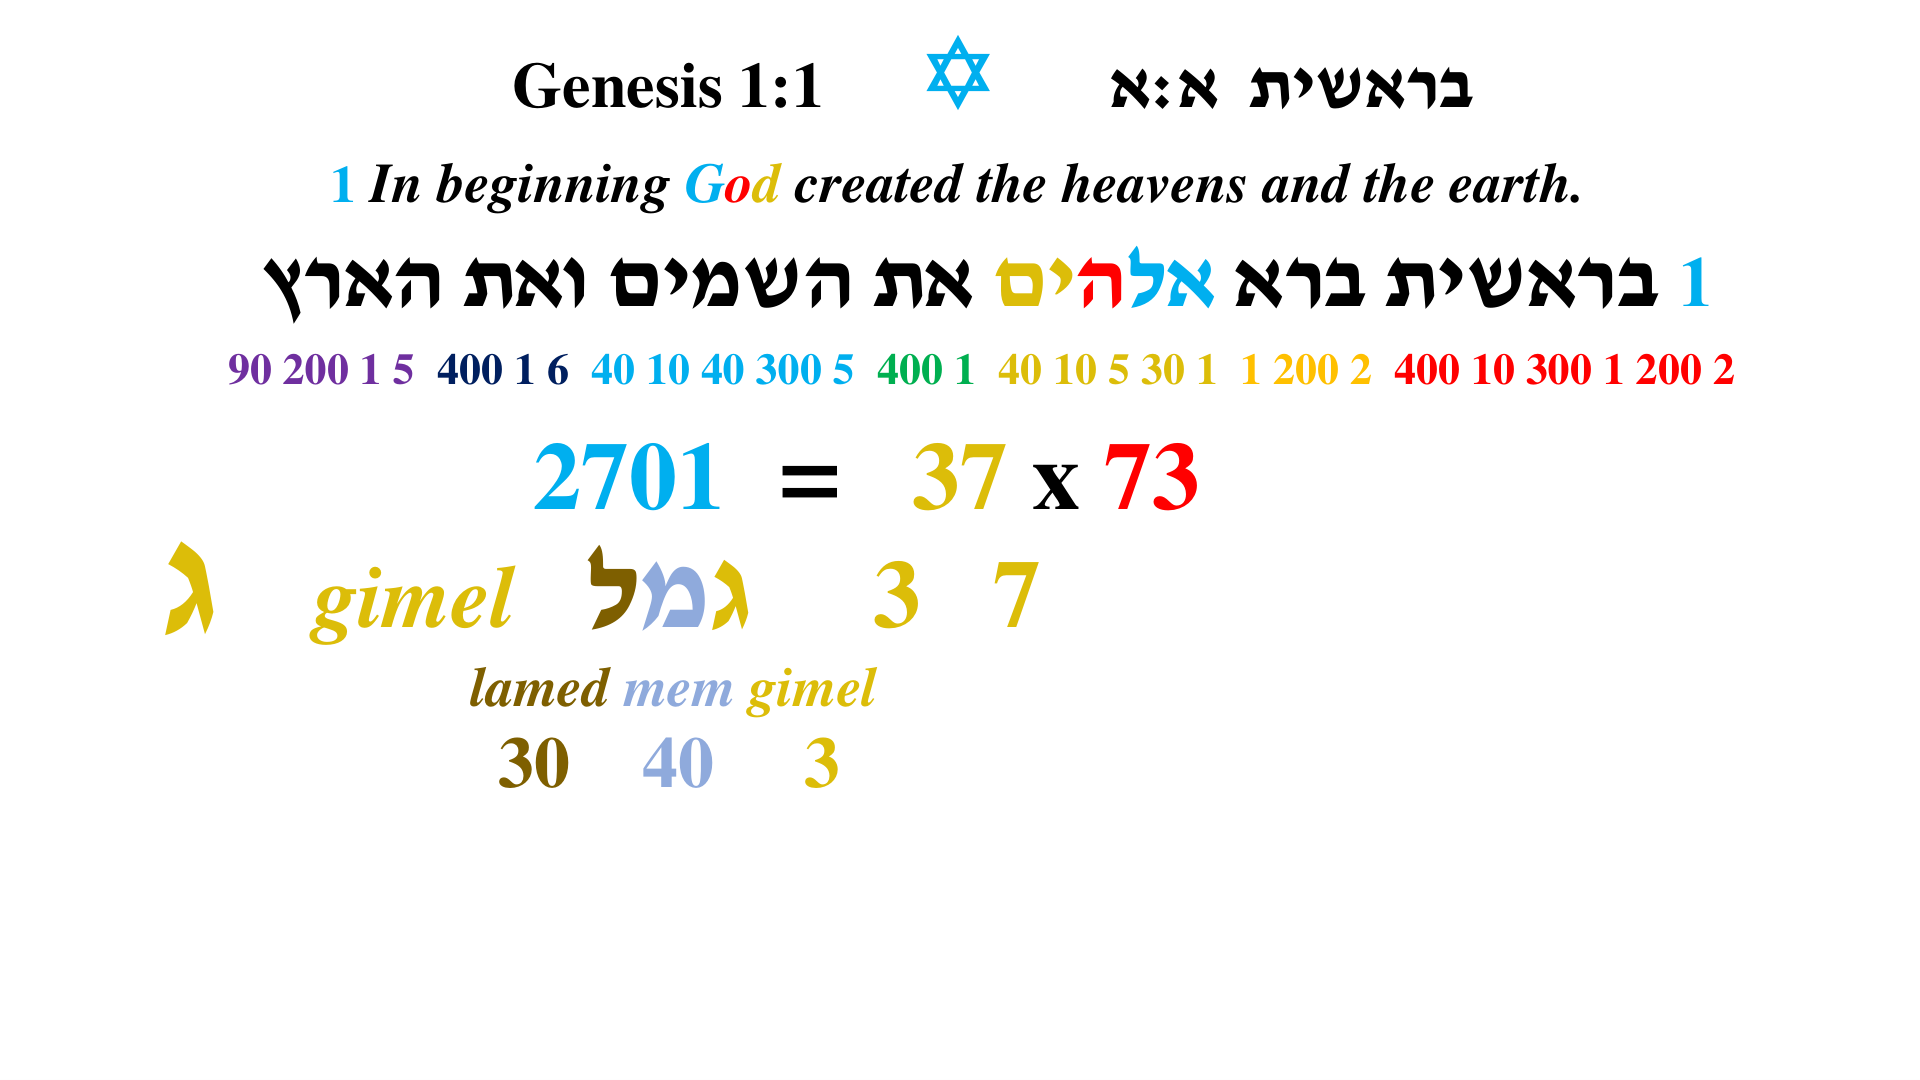 Genesis 1:1 ✡ בראשית א:א
1 In beginning God created the heavens and the earth.
1 בראשית ברא אלהים את השמים ואת הארץ
90 200 1 5 400 1 6 40 10 40 300 5 400 1 40 10 5 30 1 1 200 2 400 10 300 1 200 2
2701 = 37 x 73
ג gimel גמל 3 7
lamed mem gimel
30 40 3